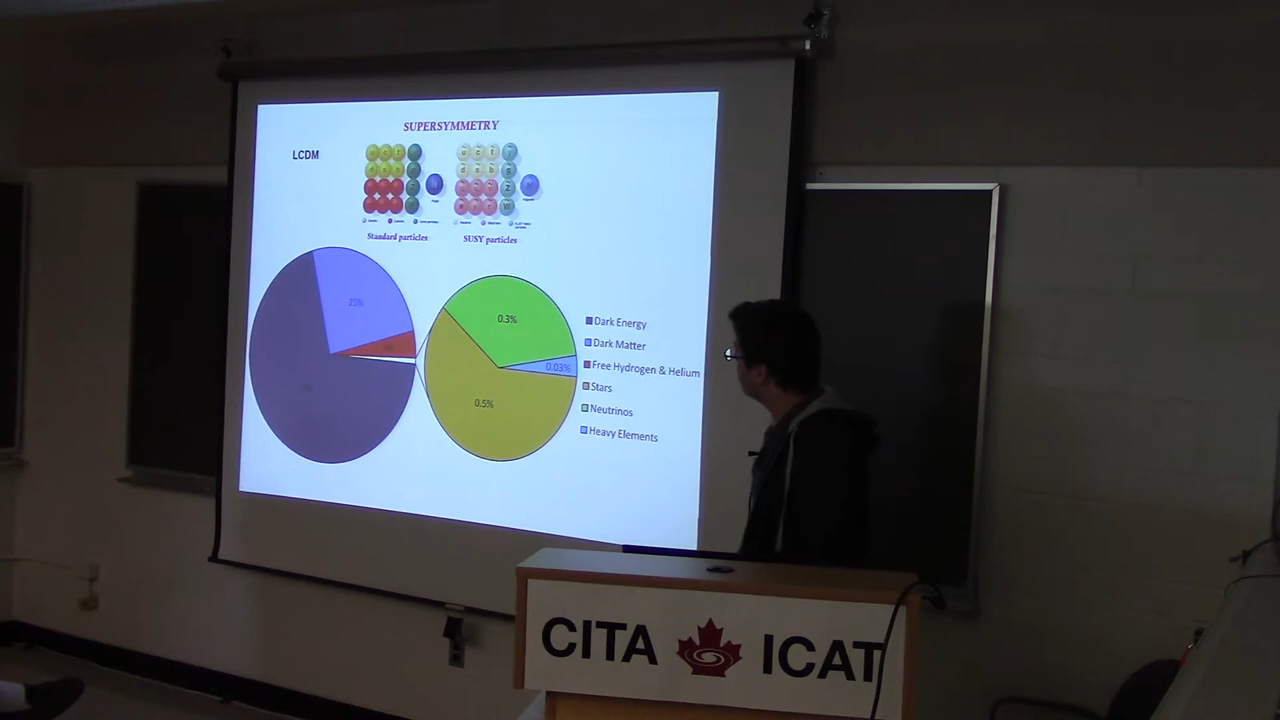 SUPERSYMMETRY
LCDM
Standard particles
SUSY particles
25%
0.3%
0.03%
0.5%
Dark Energy
Dark Matter
Free Hydrogen & Helium
Stars
Neutrinos
Heavy Elements
CITA ICAT